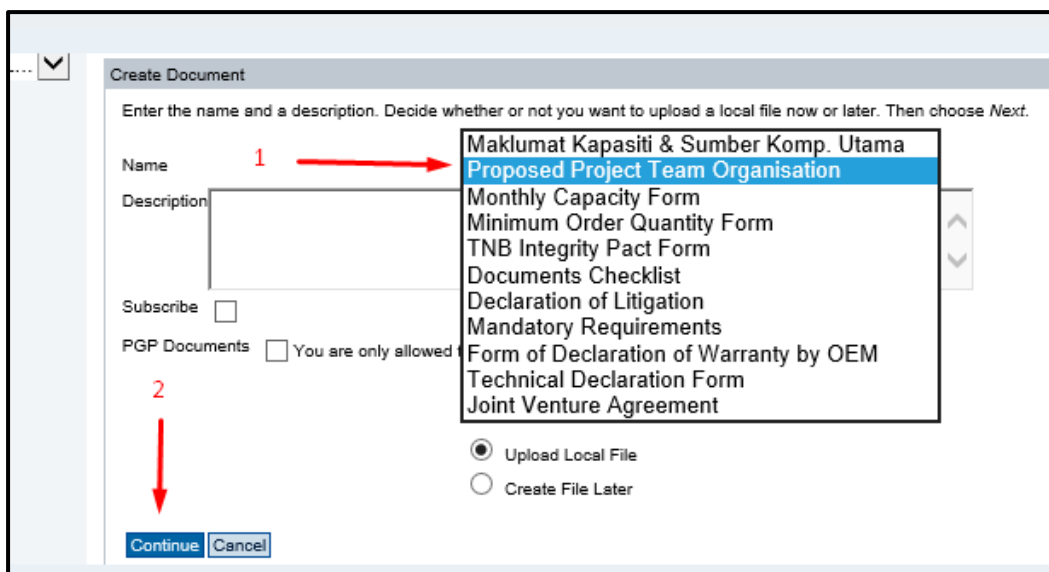 ....
Create Document
Enter the name and a description. Decide whether or not you want to upload a local file now or later. Then choose Next.
Name
1
Maklumat Kapasiti & Sumber Komp. Utama
Proposed Project Team Organisation
Monthly Capacity Form
Minimum Order Quantity Form
TNB Integrity Pact Form
Documents Checklist
Declaration of Litigation
Mandatory Requirements
Form of Declaration of Warranty by OEM
Technical Declaration Form
Joint Venture Agreement
Description
Subscribe
PGP Documents
You are only allowed
2
Upload Local File
Create File Later
Continue Cancel